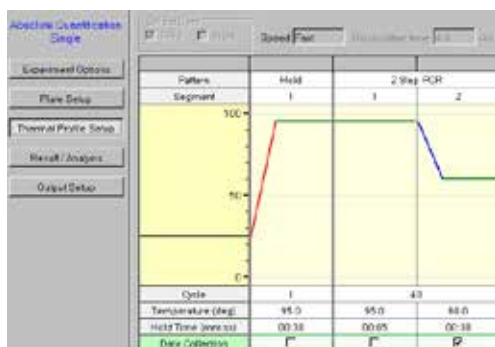 Absolute Quantification
Single
Speed Fast
Experiment Options
Plate Setup
Thermal Profile Setup
Result / Analysis
Output Setup
Pattern Hold 2 Step PCR
Segment 1 1 2
100
50
0
Cycle 1 40
Temperature (deg) 95.0 95.0 60.0
Hold Time (mm:ss) 00:30 00:05 00:30
Data Collection